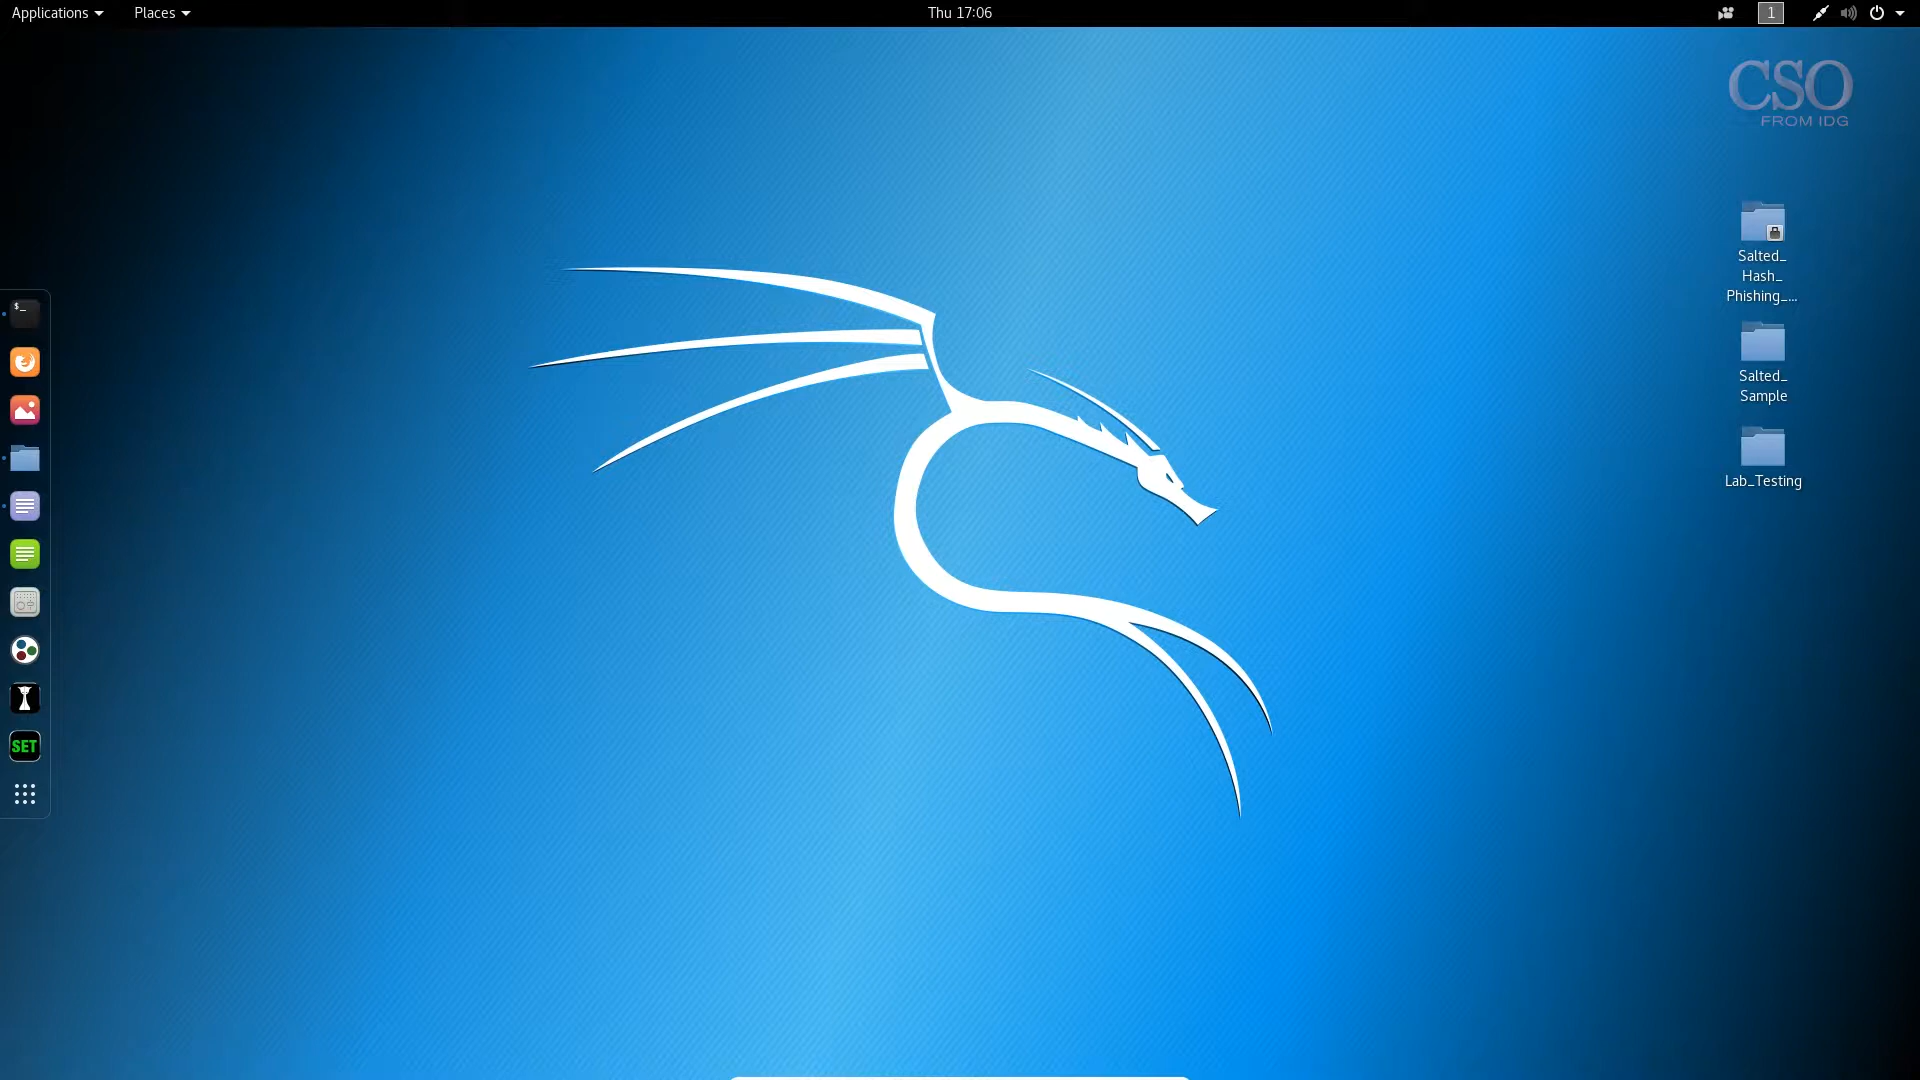 Applications
Places
Thu 17:06
1
CSO
FROM IDG
Salted_
Hash_
Phishing_...
Salted_
Sample
Lab_Testing
$_
SET